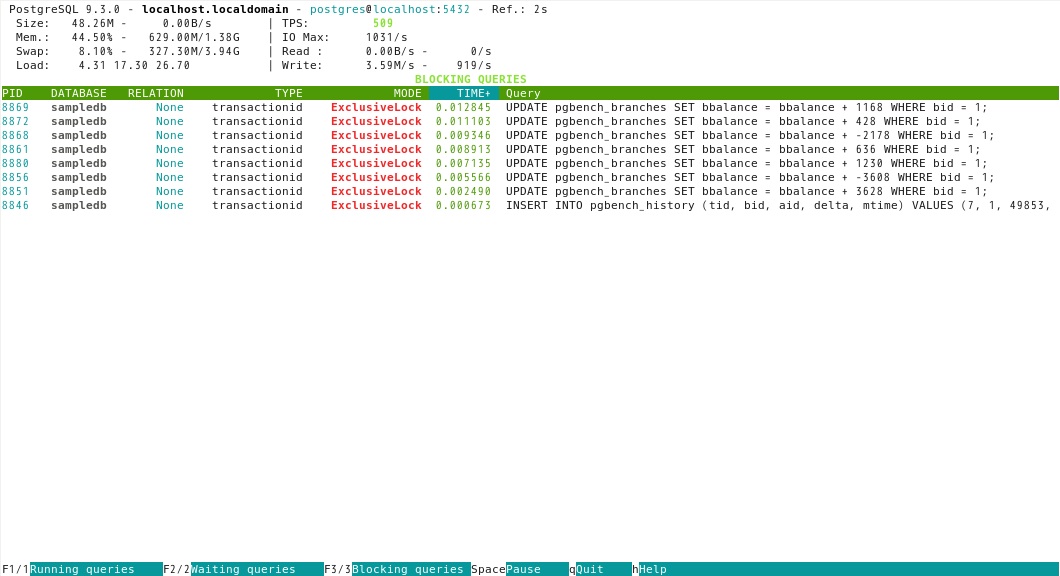 PostgreSQL 9.3.0 - localhost.localdomain - postgres@localhost:5432 - Ref.: 2s
Size: 48.26M - 0.00B/s | TPS: 509
Mem.: 44.50% - 629.00M/1.38G | IO Max: 1031/s
Swap: 8.10% - 327.30M/3.94G | Read : 0.00B/s - 0/s
Load: 4.31 17.30 26.70 | Write: 3.59M/s - 919/s
BLOCKING QUERIES
PID DATABASE RELATION TYPE MODE TIME+ Query
8869 sampledb None transactionid ExclusiveLock 0.012845 UPDATE pgbench_branches SET bbalance = bbalance + 1168 WHERE bid = 1;
8872 sampledb None transactionid ExclusiveLock 0.011103 UPDATE pgbench_branches SET bbalance = bbalance + 428 WHERE bid = 1;
8868 sampledb None transactionid ExclusiveLock 0.009346 UPDATE pgbench_branches SET bbalance = bbalance + -2178 WHERE bid = 1;
8861 sampledb None transactionid ExclusiveLock 0.008913 UPDATE pgbench_branches SET bbalance = bbalance + 636 WHERE bid = 1;
8880 sampledb None transactionid ExclusiveLock 0.007135 UPDATE pgbench_branches SET bbalance = bbalance + 1230 WHERE bid = 1;
8856 sampledb None transactionid ExclusiveLock 0.005566 UPDATE pgbench_branches SET bbalance = bbalance + -3608 WHERE bid = 1;
8851 sampledb None transactionid ExclusiveLock 0.002490 UPDATE pgbench_branches SET bbalance = bbalance + 3628 WHERE bid = 1;
8846 sampledb None transactionid ExclusiveLock 0.000673 INSERT INTO pgbench_history (tid, bid, aid, delta, mtime) VALUES (7, 1, 49853,
F1/1Running queries F2/2Waiting queries F3/3Blocking queries SpacePause qQuit hHelp